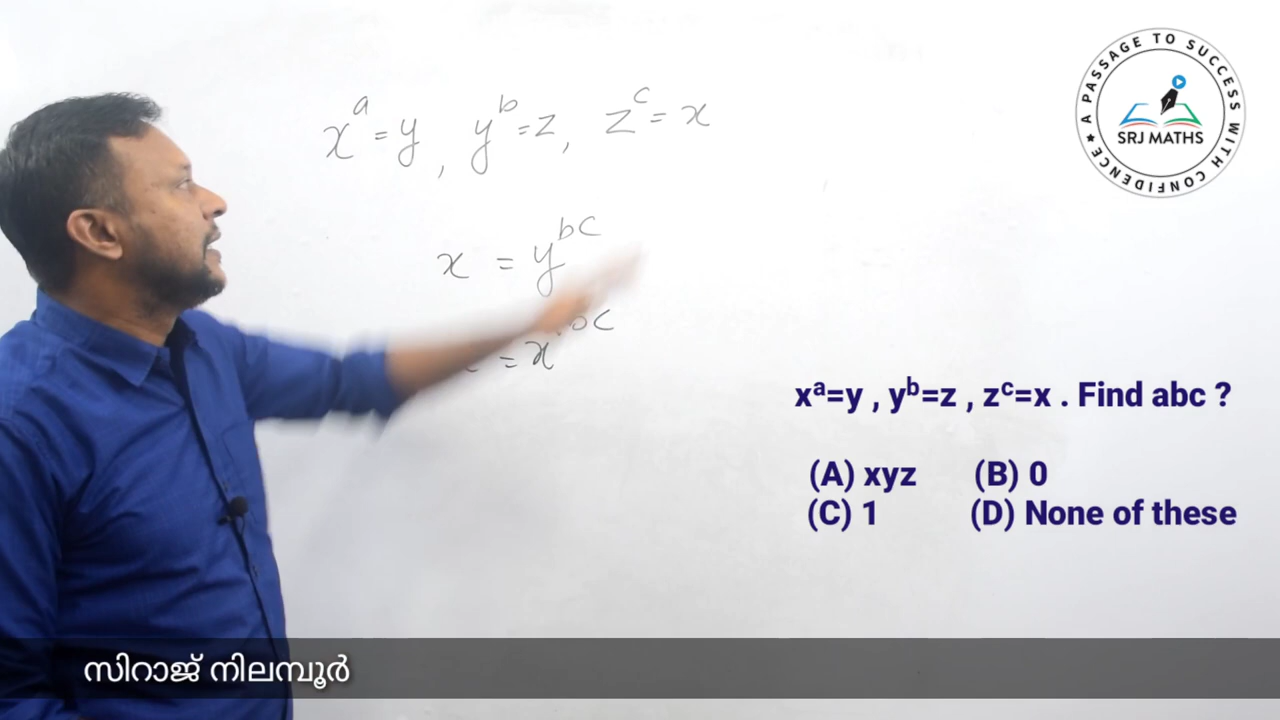 xᵃ = y , yᵇ = z , zᶜ = x
x = yᵇᶜ
= x bc
A PASSAGE TO SUCCESS WITH CONFIDENCE ★
SRJ MATHS
xᵃ=y , yᵇ=z , zᶜ=x . Find abc ?
(A) xyz (B) 0
(C) 1 (D) None of these
സിറാജ് നിലമ്പൂർ